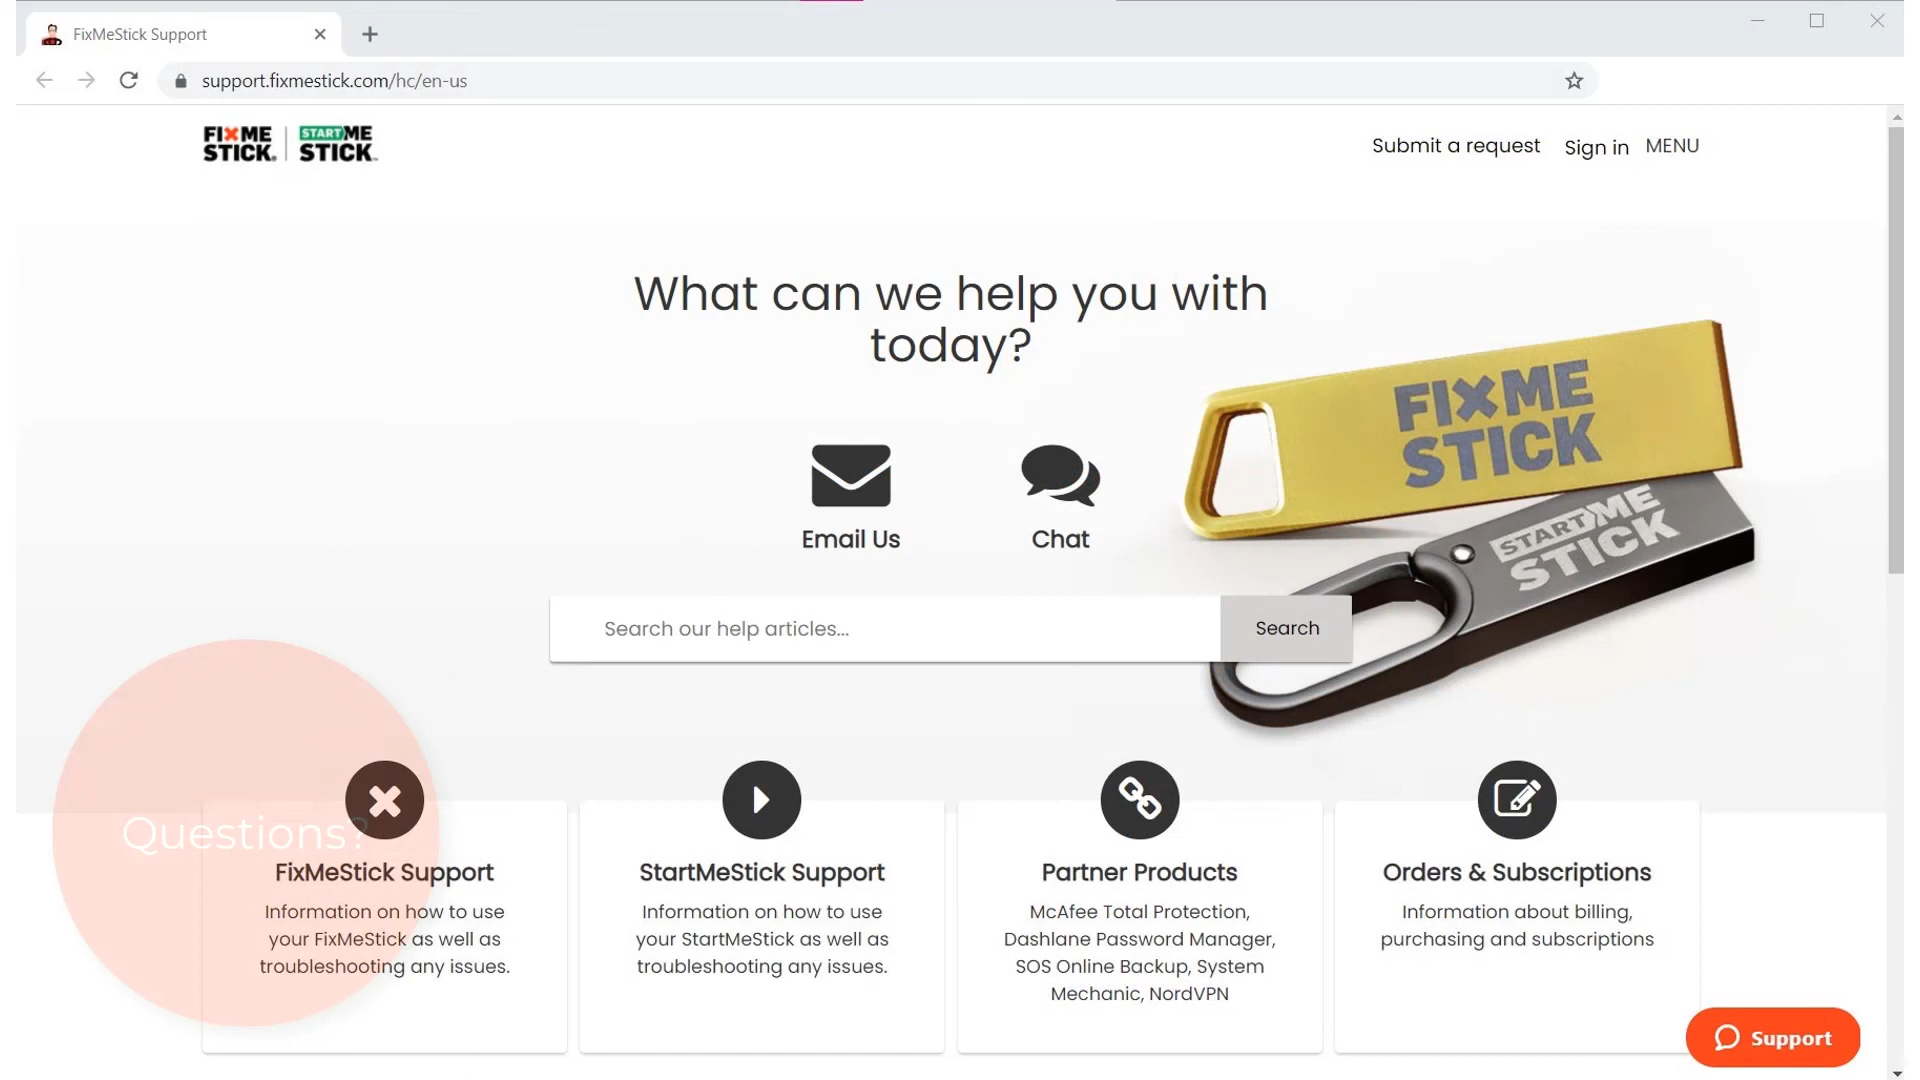 FixMeStick Support
support.fixmestick.com/hc/en-us
FIXME
STICK.
STARTME
STICK
Submit a request
Sign in
MENU
What can we help you with
today?
FIXME
STICK
STARTME
STICK
Email Us
Chat
Search our help articles...
Search
Questions?
FixMeStick Support
Information on how to use
your FixMeStick as well as
troubleshooting any issues.
StartMeStick Support
Information on how to use
your StartMeStick as well as
troubleshooting any issues.
Partner Products
McAfee Total Protection,
Dashlane Password Manager,
SOS Online Backup, System
Mechanic, NordVPN
Orders & Subscriptions
Information about billing,
purchasing and subscriptions
Support